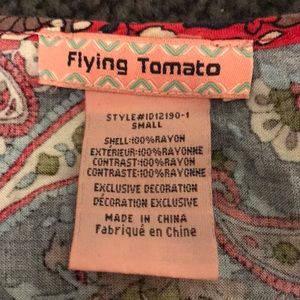 Flying Tomato
STYLE#ID12190-1
SMALL
SHELL:100%RAYON
EXTÉRIEUR:100%RAYONNE
CONTRAST:100%RAYON
CONTRASTE:100%RAYONNE
EXCLUSIVE DECORATION
DÉCORATION EXCLUSIVE
MADE IN CHINA
Fabriqué en Chine